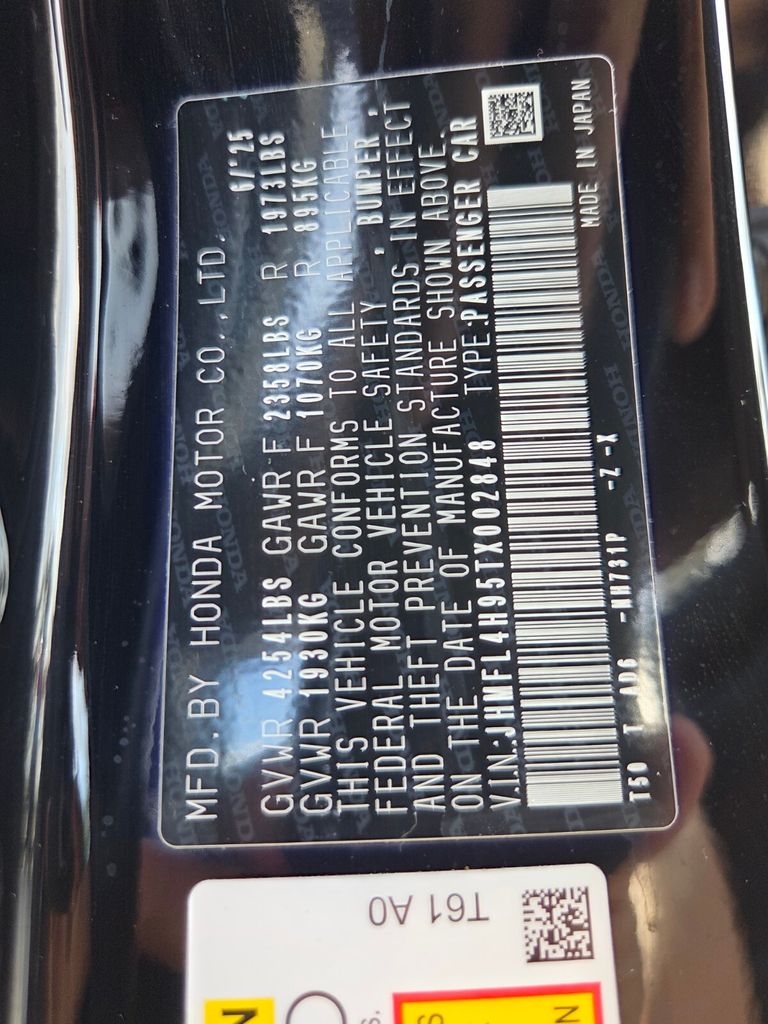 MFD. BY HONDA MOTOR CO., LTD. 6/'25
GVWR 4254LBS GAWR F 2358LBS R 1973LBS
GVWR 1930KG GAWR F 1070KG R 895KG
THIS VEHICLE CONFORMS TO ALL APPLICABLE
FEDERAL MOTOR VEHICLE SAFETY , BUMPER ,
AND THEFT PREVENTION STANDARDS IN EFFECT
ON THE DATE OF MANUFACTURE SHOWN ABOVE.
VIN:JHMFL4H95TX002848 TYPE:PASSENGER CAR
T50 T AD6 -NH731P -Z -X
MADE IN JAPAN
T61 A0